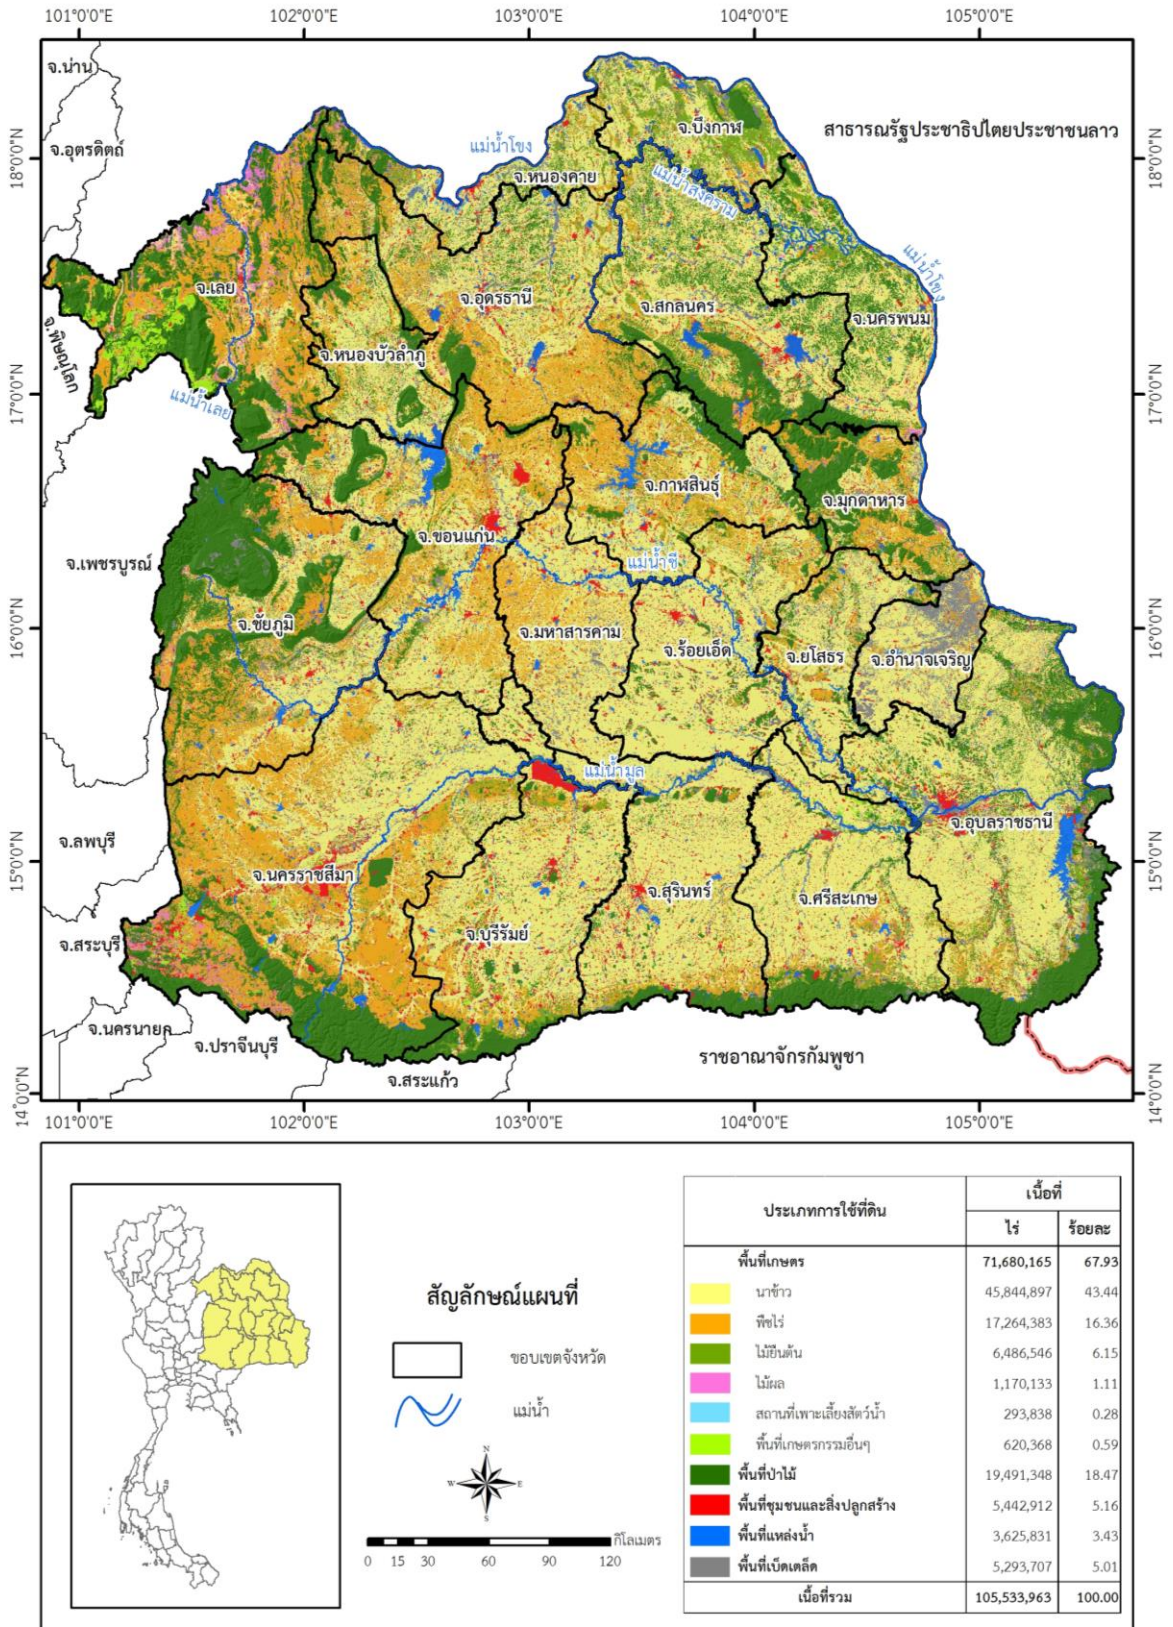 101°0'0"E 102°0'0"E 103°0'0"E 104°0'0"E 105°0'0"E
จ.น่าน
จ.บึงกาฬ
สาธารณรัฐประชาธิปไตยประชาชนลาว
จ.อุตรดิตถ์
แม่น้ำโขง
18°0'0"N
18°0'0"N
จ.หนองคาย
แม่น้ำสงคราม
แม่น้ำโขง
จ.เลย
จ.อุดรธานี
จ.สกลนคร
จ.นครพนม
จ.พิษณุโลก
จ.หนองบัวลำภู
แม่น้ำเลย
17°0'0"N
17°0'0"N
จ.กาฬสินธุ์
จ.มุกดาหาร
จ.ขอนแก่น
จ.เพชรบูรณ์
แม่น้ำชี
จ.ชัยภูมิ
จ.มหาสารคาม
16°0'0"N
16°0'0"N
จ.ร้อยเอ็ด
จ.ยโสธร
จ.อำนาจเจริญ
แม่น้ำมูล
จ.อุบลราชธานี
จ.ลพบุรี
15°0'0"N
15°0'0"N
จ.นครราชสีมา
จ.สุรินทร์
จ.ศรีสะเกษ
จ.บุรีรัมย์
จ.สระบุรี
จ.นครนายก
จ.ปราจีนบุรี
ราชอาณาจักรกัมพูชา
จ.สระแก้ว
14°0'0"N
14°0'0"N
101°0'0"E 102°0'0"E 103°0'0"E 104°0'0"E 105°0'0"E
สัญลักษณ์แผนที่
ขอบเขตจังหวัด
แม่น้ำ
N
W E
S
กิโลเมตร
0 15 30 60 90 120
ประเภทการใช้ที่ดิน เนื้อที่
ไร่ ร้อยละ
พื้นที่เกษตร 71,680,165 67.93
นาข้าว 45,844,897 43.44
พืชไร่ 17,264,383 16.36
ไม้ยืนต้น 6,486,546 6.15
ไม้ผล 1,170,133 1.11
สถานที่เพาะเลี้ยงสัตว์น้ำ 293,838 0.28
พื้นที่เกษตรกรรมอื่นๆ 620,368 0.59
พื้นที่ป่าไม้ 19,491,348 18.47
พื้นที่ชุมชนและสิ่งปลูกสร้าง 5,442,912 5.16
พื้นที่แหล่งน้ำ 3,625,831 3.43
พื้นที่เบ็ดเตล็ด 5,293,707 5.01
เนื้อที่รวม 105,533,963 100.00